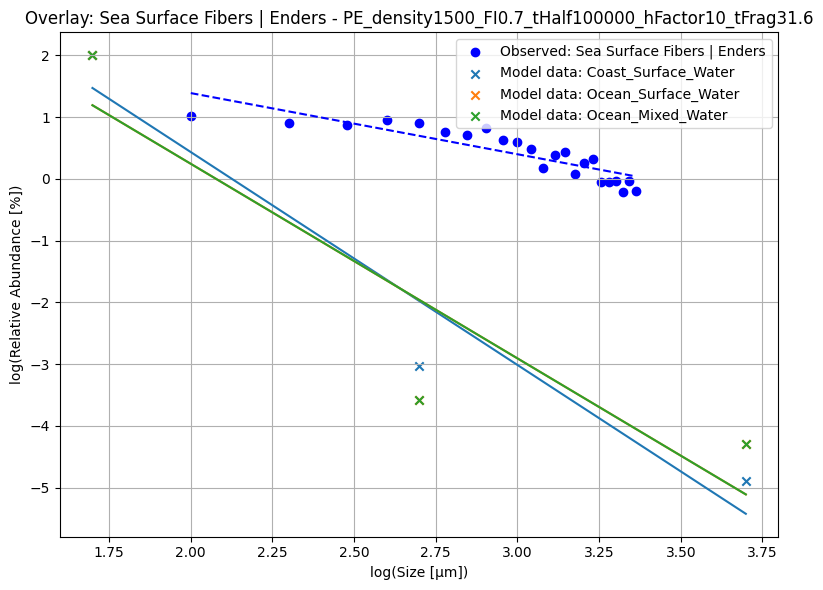 Overlay: Sea Surface Fibers | Enders - PE_density1500_FI0.7_tHalf100000_hFactor10_tFrag31.6
Observed: Sea Surface Fibers | Enders
Model data: Coast_Surface_Water
Model data: Ocean_Surface_Water
Model data: Ocean_Mixed_Water
log(Relative Abundance [%])
2
1
0
−1
−2
−3
−4
−5
1.75 2.00 2.25 2.50 2.75 3.00 3.25 3.50 3.75
log(Size [μm])